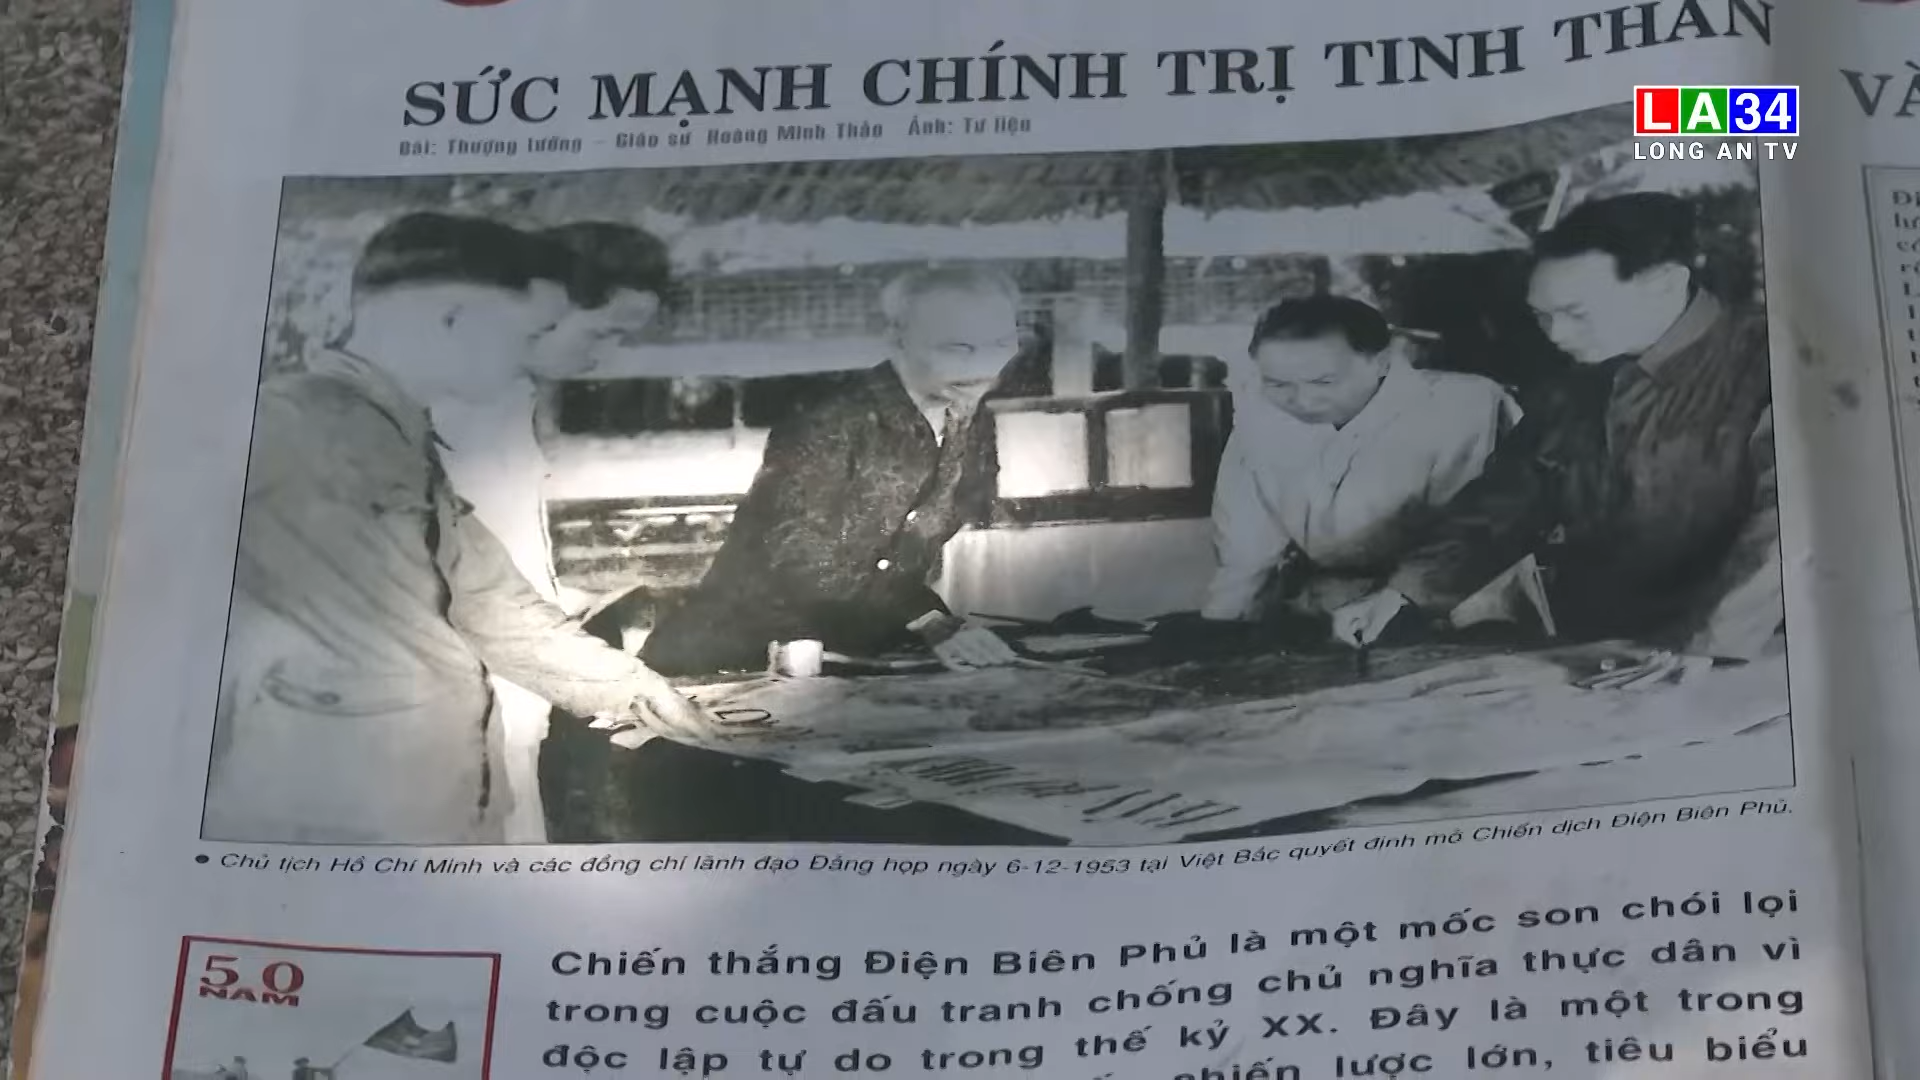 SỨC MẠNH CHÍNH TRỊ TINH THẦN
VÀ
LA34
LONG AN TV
Bài: Thượng tướng – Giáo sư Hoàng Minh Thảo Ảnh: Tư liệu
• Chủ tịch Hồ Chí Minh và các đồng chí lãnh đạo Đảng họp ngày 6-12-1953 tại Việt Bắc quyết định mở Chiến dịch Điện Biên Phủ.
50
NĂM
Chiến thắng Điện Biên Phủ là một mốc son chói lọi
trong cuộc đấu tranh chống chủ nghĩa thực dân vì
độc lập tự do trong thế kỷ XX. Đây là một trong
chiến lược lớn, tiêu biểu